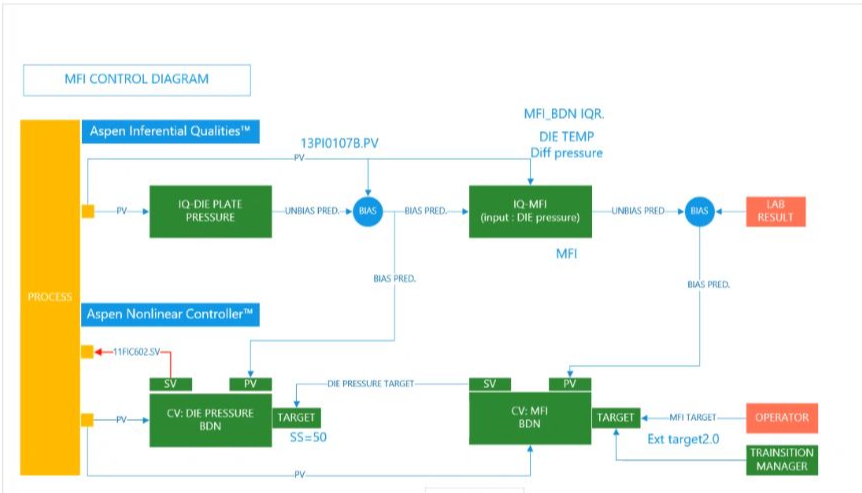 MFI CONTROL DIAGRAM
MFI_BDN IQR.
Aspen Inferential Qualities™
13PI0107B.PV
DIE TEMP
Diff pressure
PV
PV
IQ-DIE PLATE
PRESSURE
UNBIAS PRED.
BIAS
BIAS PRED.
IQ-MFI
(input : DIE pressure)
UNBIAS PRED
BIAS
LAB
RESULT
MFI
BIAS PRED.
BIAS PRED.
PROCESS
Aspen Nonlinear Controller™
11FIC602.SV
SV
PV
DIE PRESSURE TARGET
SV
PV
PV
CV: DIE PRESSURE
BDN
TARGET
SS=50
CV: MFI
BDN
TARGET
MFI TARGET
OPERATOR
Ext target2.0
TRAINSITION
MANAGER
PV